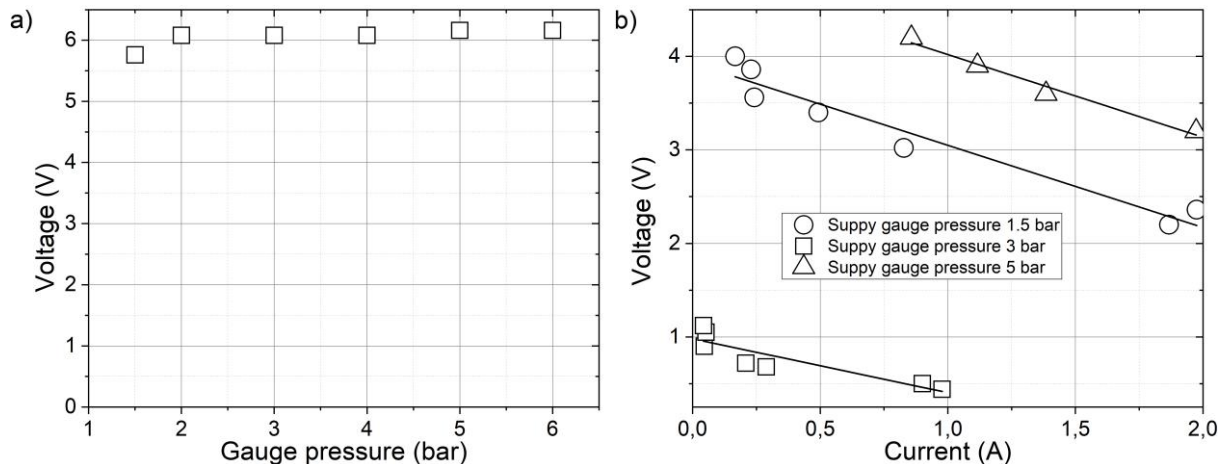 a)
6
5
4
3
2
1
0
Voltage (V)
1 2 3 4 5 6
Gauge pressure (bar)
b)
4
3
2
1
Voltage (V)
Suppy gauge pressure 1.5 bar
Suppy gauge pressure 3 bar
Suppy gauge pressure 5 bar
0,0 0,5 1,0 1,5 2,0
Current (A)